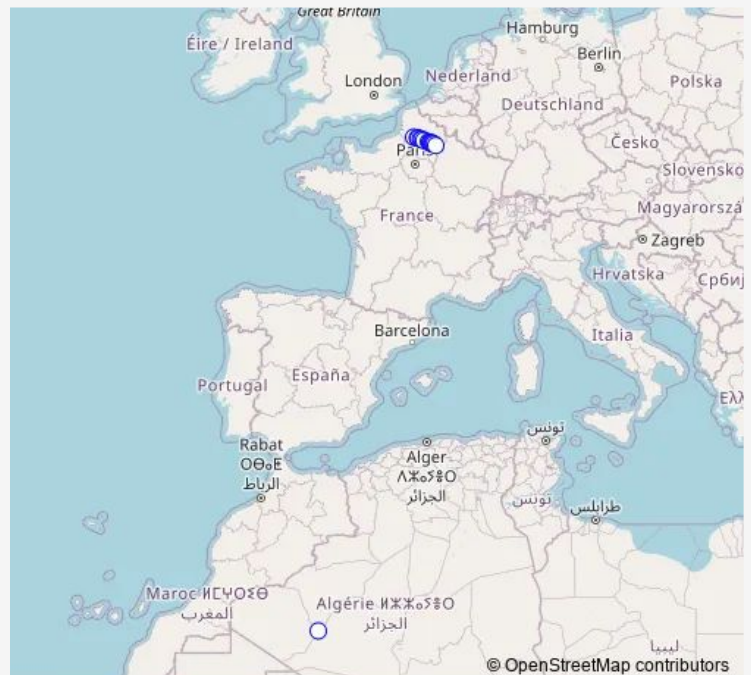 Great Britain
Hamburg
Éire / Ireland
Berlin
London
Nederland
Polska
Deutschland
Česko
Paris
Slovensko
France
Magyarorszá
Zagreb
Hrvatska
Србиј
Barcelona
Italia
España
Portugal
Ελλ
تونس
Rabat
ⵔⴱⴰⵟ
الرباط
Alger
ⴷⵣⴰⵢⴻⵔ
الجزائر
تونس
طرابلس
Maroc ⵍⵎⵖⵔⵉⴱ
المغرب
Algérie ⵍⵣⵣⴰⵢⴻⵔ
الجزائر
ليبيا
© OpenStreetMap contributors